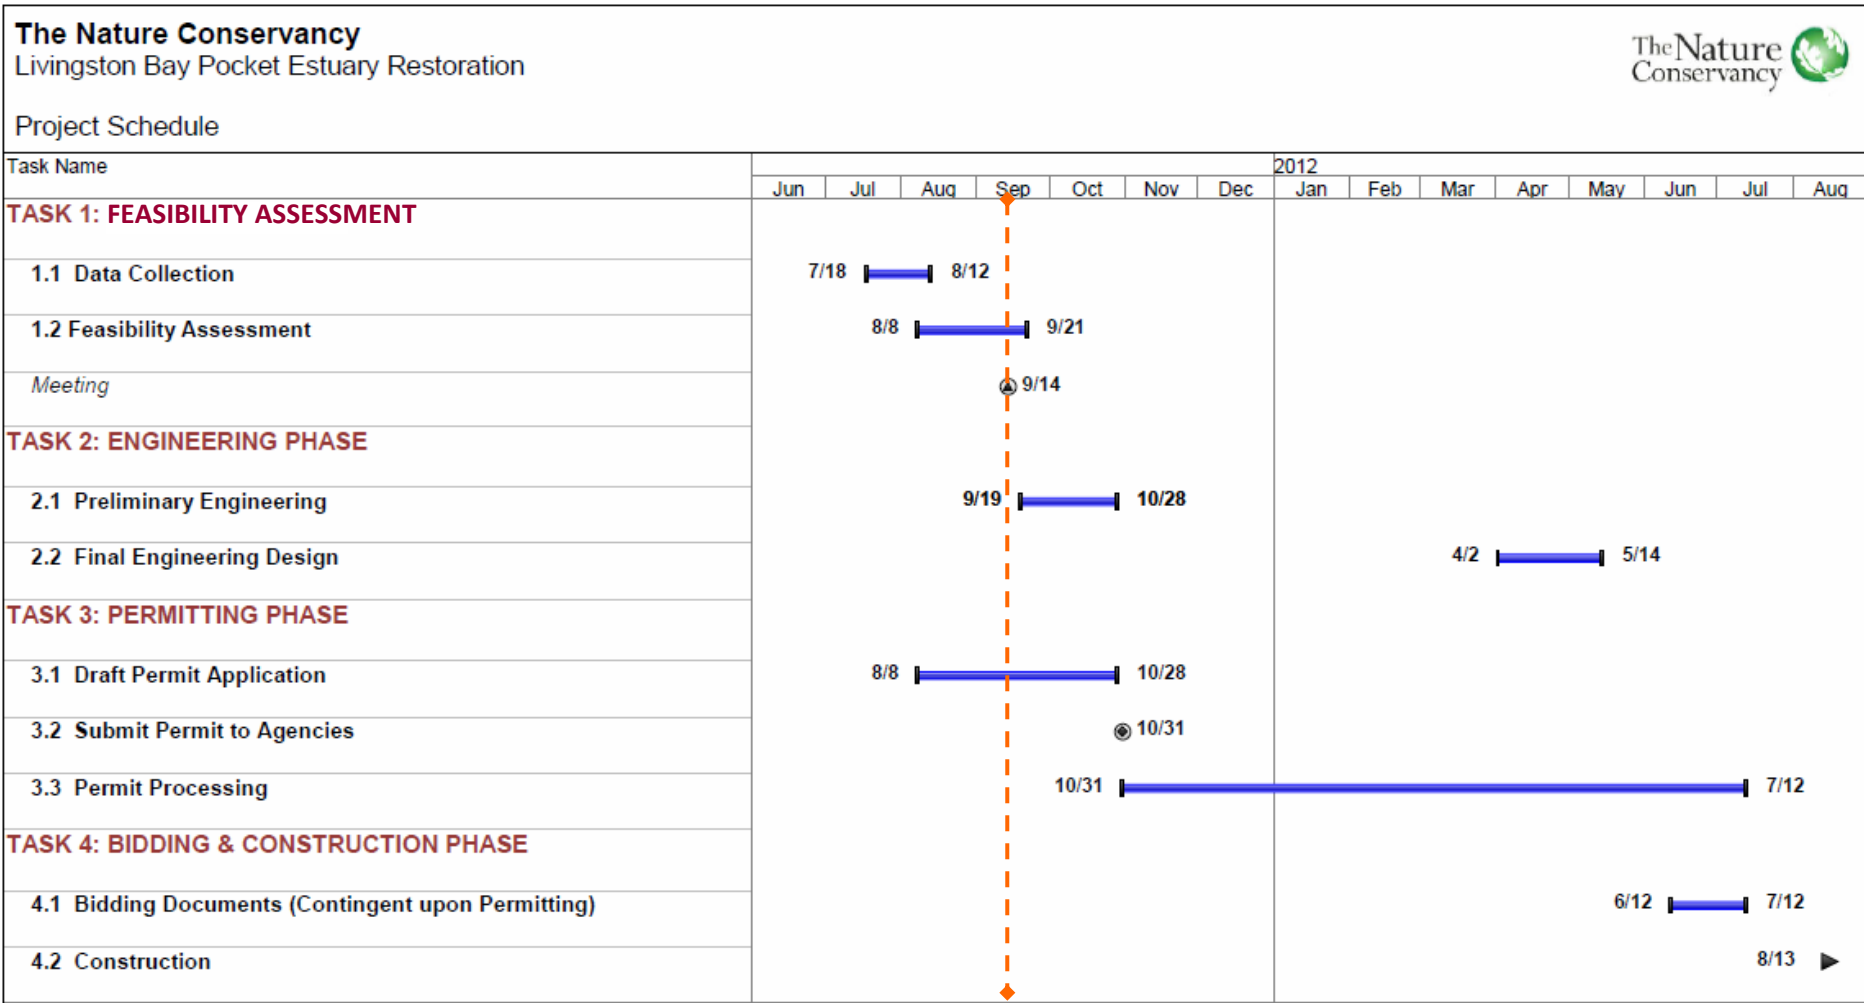 The Nature Conservancy
Livingston Bay Pocket Estuary Restoration
The Nature
Conservancy
Project Schedule
Task Name
2012
Jun Jul Aug Sep Oct Nov Dec Jan Feb Mar Apr May Jun Jul Aug
TASK 1: FEASIBILITY ASSESSMENT
1.1 Data Collection 7/18 8/12
1.2 Feasibility Assessment 8/8 9/21
Meeting 9/14
TASK 2: ENGINEERING PHASE
2.1 Preliminary Engineering 9/19 10/28
2.2 Final Engineering Design 4/2 5/14
TASK 3: PERMITTING PHASE
3.1 Draft Permit Application 8/8 10/28
3.2 Submit Permit to Agencies 10/31
3.3 Permit Processing 10/31 7/12
TASK 4: BIDDING & CONSTRUCTION PHASE
4.1 Bidding Documents (Contingent upon Permitting) 6/12 7/12
4.2 Construction 8/13